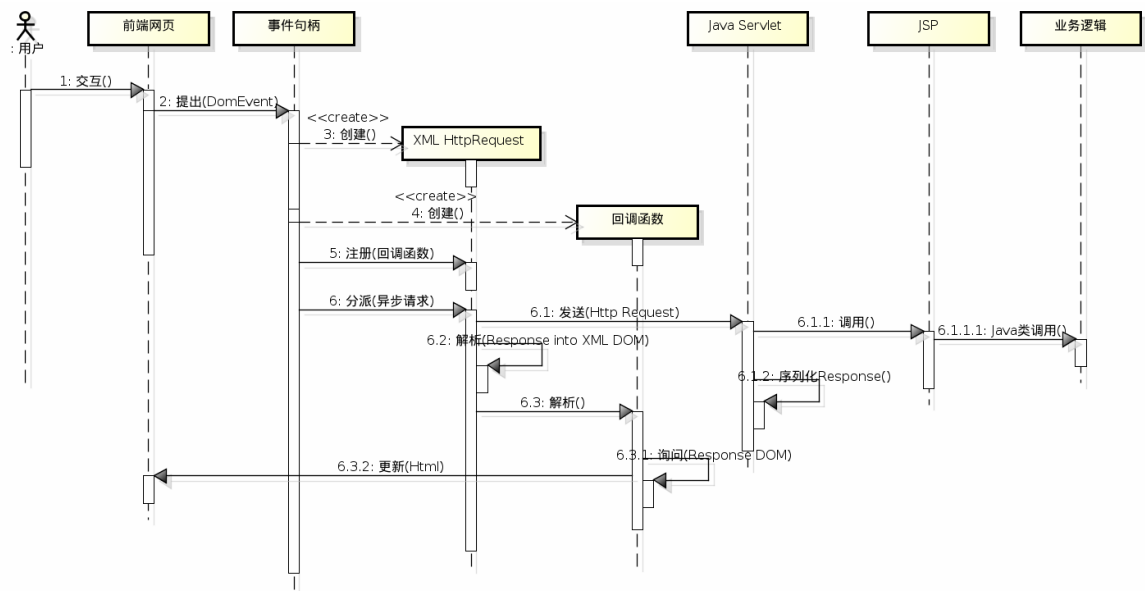 前端网页
事件句柄
Java Servlet
JSP
业务逻辑
: 用户
1: 交互()
2: 提出(DomEvent)
<<create>>
3: 创建()
XML HttpRequest
<<create>>
4: 创建()
回调函数
5: 注册(回调函数)
6: 分派(异步请求)
6.1: 发送(Http Request)
6.1.1: 调用()
6.1.1.1: Java类调用()
6.2: 解析(Response into XML DOM)
6.1.2: 序列化Response()
6.3: 解析()
6.3.1: 询问(Response DOM)
6.3.2: 更新(Html)